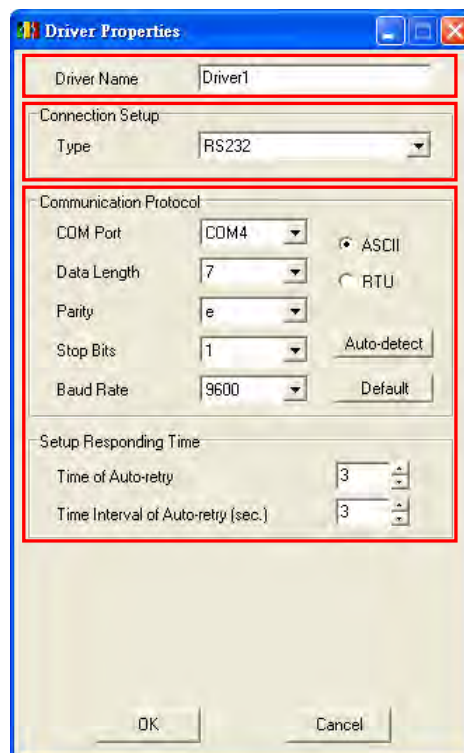 Driver Properties
Driver Name Driver1
Connection Setup
Type RS232
Communication Protocol
COM Port COM4 ASCII
Data Length 7 RTU
Parity e
Stop Bits 1 Auto-detect
Baud Rate 9600 Default
Setup Responding Time
Time of Auto-retry 3
Time Interval of Auto-retry (sec.) 3
OK Cancel